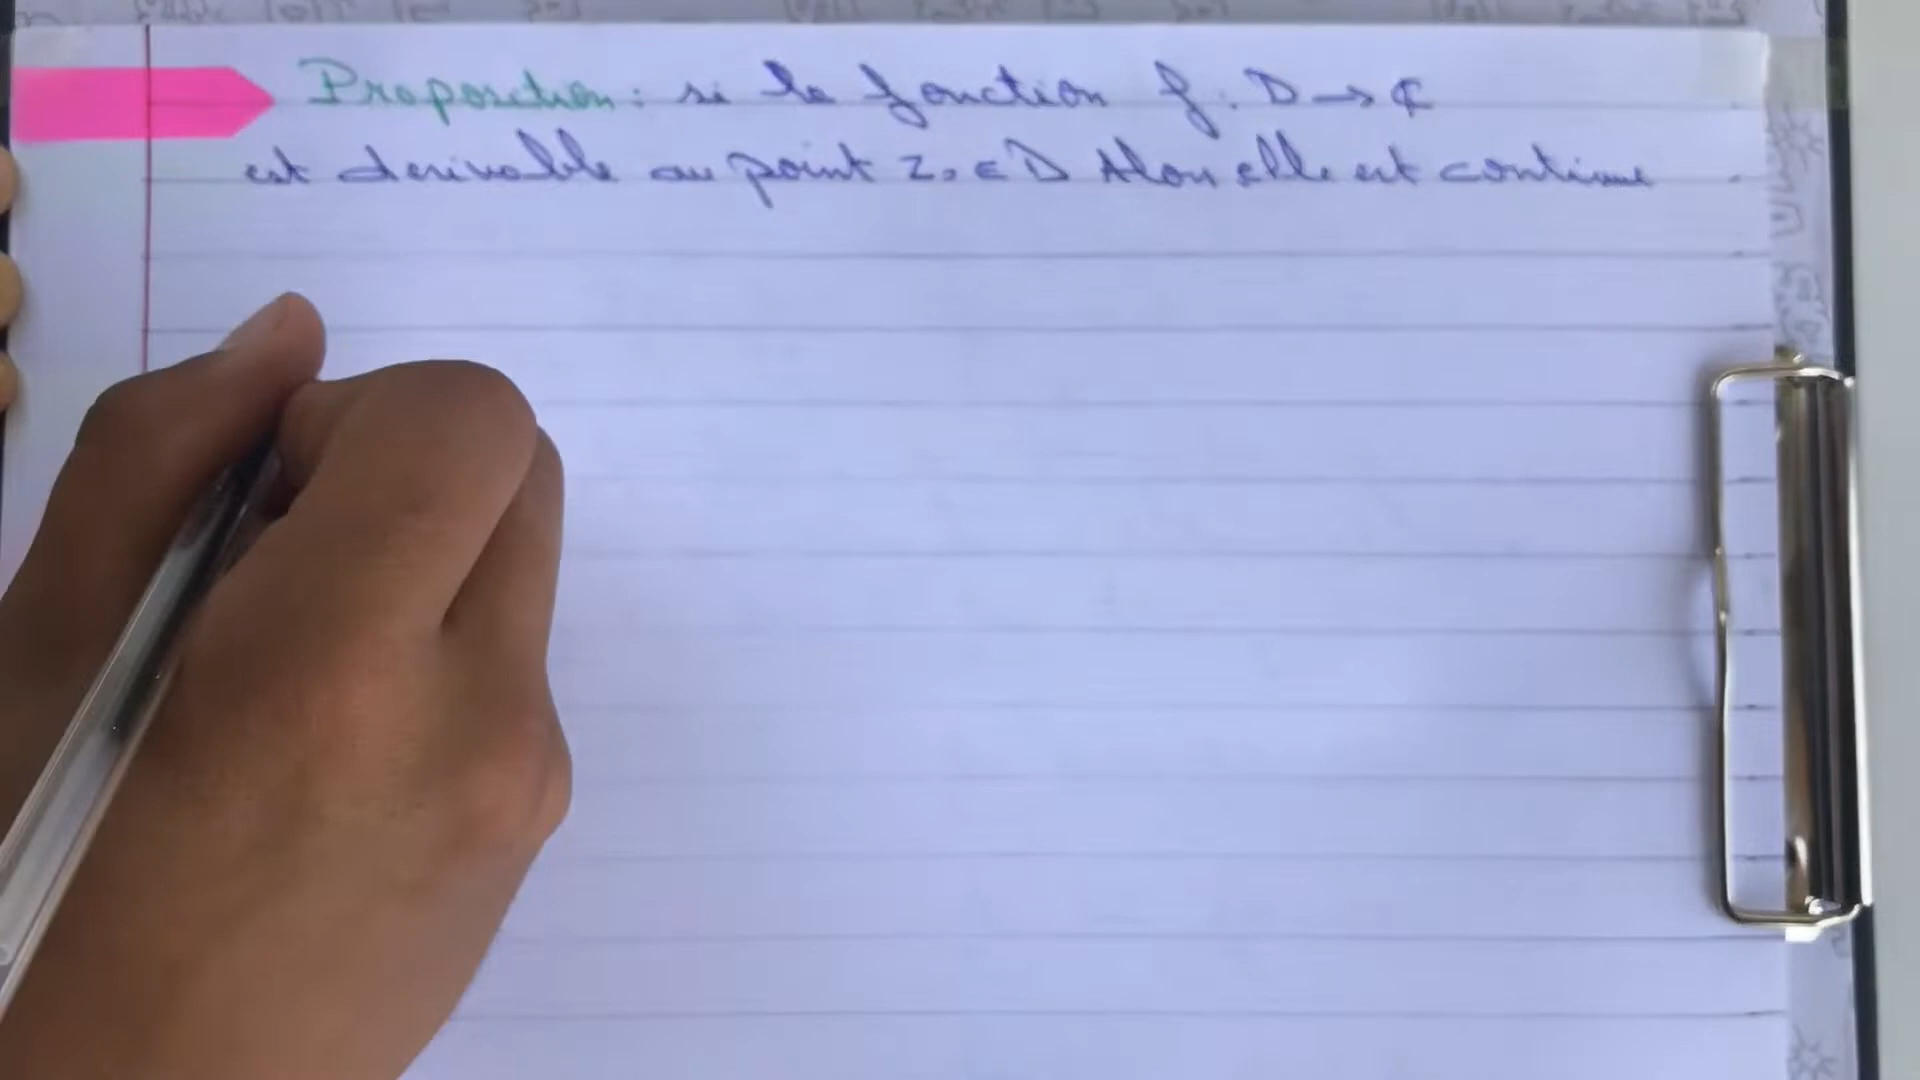 Proposition : si la fonction f : D → ℂ
est derivable au point z₀ ∈ D Alors elle est continue